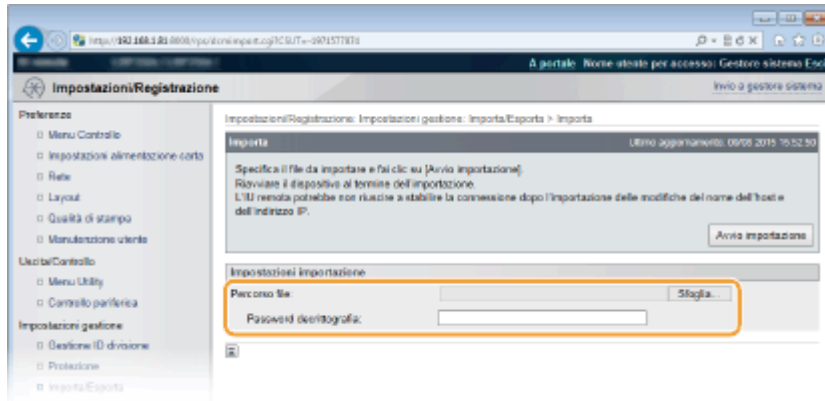 A portale Nome utente per accesso: Gestore sistema
Impostazioni/Registrazione
Invio a gestore sistema
Preferenze
Menu Controllo
Impostazioni alimentazione carta
Rete
Layout
Qualità di stampa
Manutenzione utente
Uscita/Controllo
Menu Utility
Controllo periferica
Impostazioni gestione
Gestione ID divisione
Protezione
Importa/Esporta
Impostazioni/Registrazione: Impostazioni gestione: Importa/Esporta > Importa
Importa
Ultimo aggiornamento: 2015
Specifica il file da importare e fai clic su [Avvio importazione].
Riavviare il dispositivo al termine dell'importazione.
L'IU remota potrebbe non riuscire a stabilire la connessione dopo l'importazione delle modifiche del nome dell'host e
dell'indirizzo IP.
Avvio importazione
Impostazioni importazione
Percorso file:
Sfoglia...
Password decrittografia: